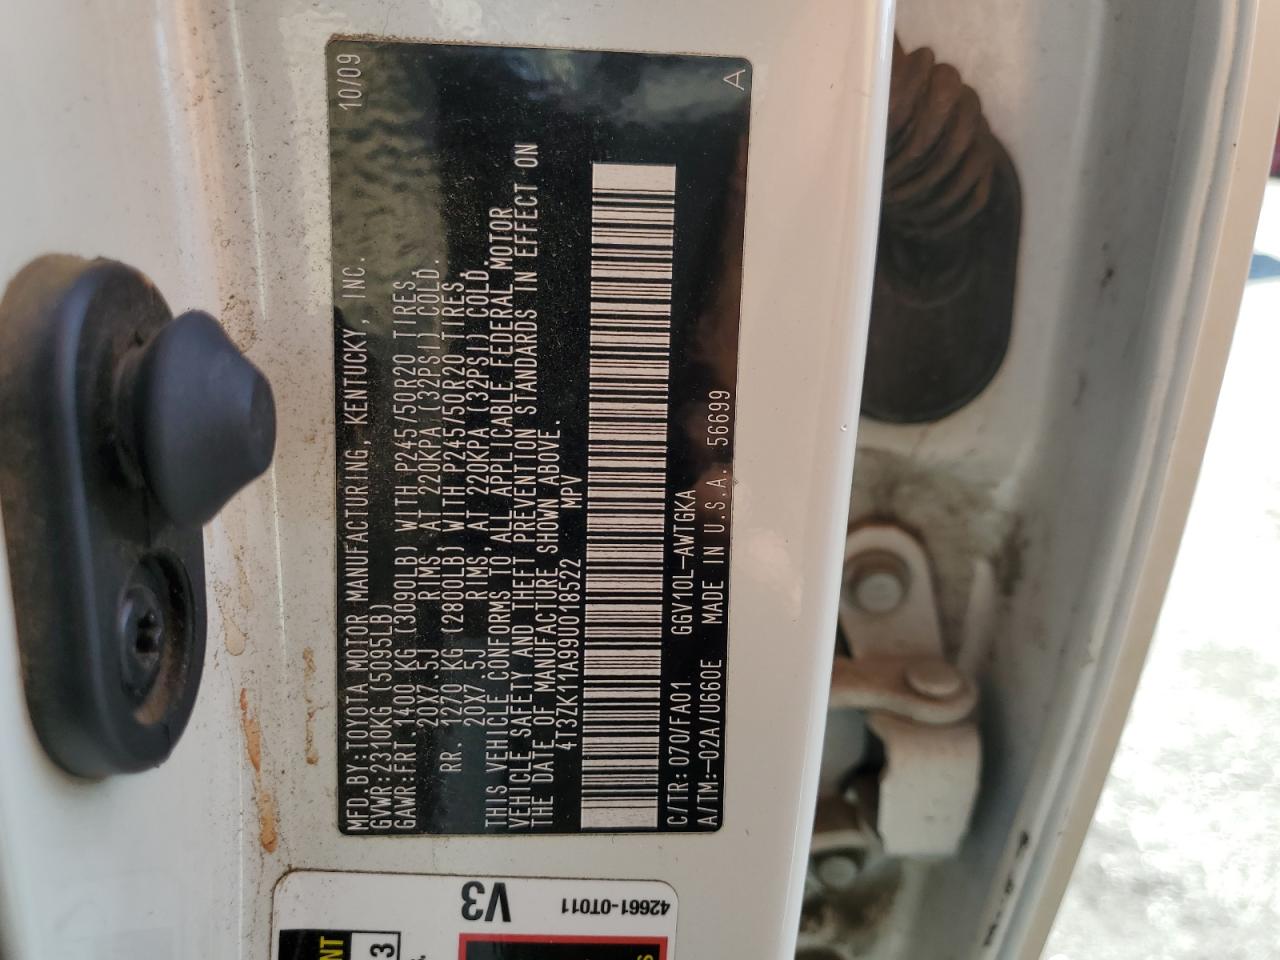 MFD.BY:TOYOTA MOTOR MANUFACTURING, KENTUCKY, INC. 10/09
GVWR:2310KG (5095LB)
GAWR:FRT.1400 KG (3090LB) WITH P245/50R20 TIRES,
20X7.5J RIMS, AT 220KPA (32PSI) COLD.
RR. 1270 KG (2800LB) WITH P245/50R20 TIRES,
20X7.5J RIMS, AT 220KPA (32PSI) COLD.
THIS VEHICLE CONFORMS TO ALL APPLICABLE FEDERAL MOTOR
VEHICLE SAFETY AND THEFT PREVENTION STANDARDS IN EFFECT ON
THE DATE OF MANUFACTURE SHOWN ABOVE.
4T3ZK11A99U018522 MPV
C/TR:070/FA01 GGV10L-AWTGKA
A/TM:-02A/U660E MADE IN U.S.A. 56699 A
V3
42661-0T011
NT
3